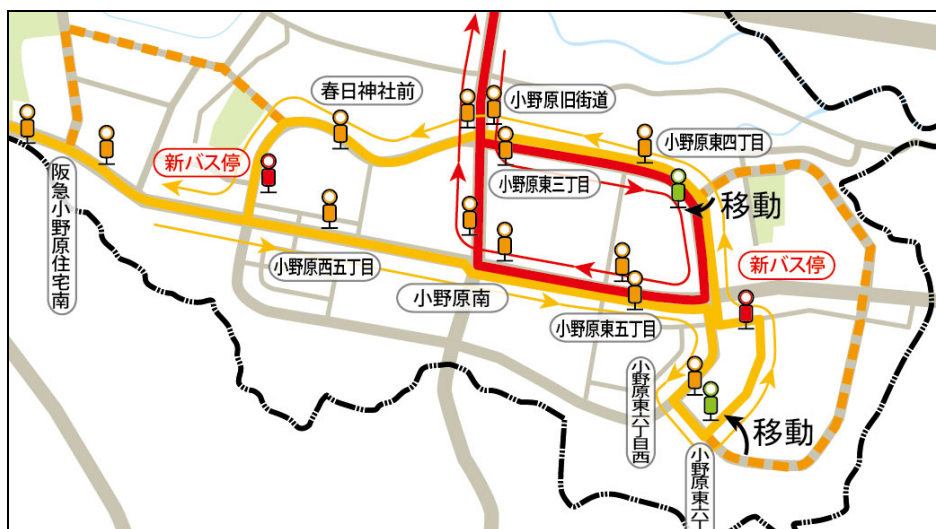 春日神社前
小野原旧街道
小野原東四丁目
新バス停
小野原東三丁目
移動
阪急小野原住宅南
小野原西五丁目
新バス停
小野原南
小野原東五丁目
小野原東六丁目西
移動
小野原東六丁